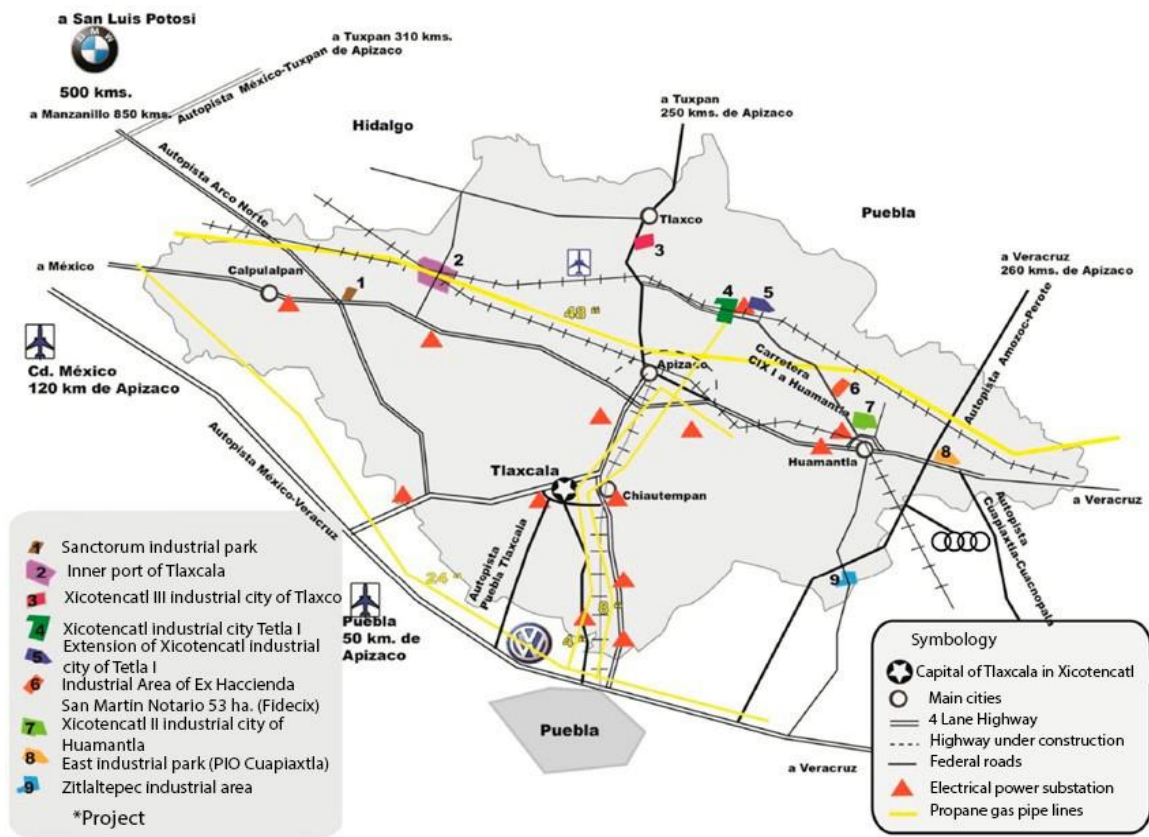 a San Luis Potosi
BMW
500 kms.
a Manzanillo 850 kms.
Autopista México-Tuxpan
a Tuxpan 310 kms.
de Apizaco
a Tuxpan
250 kms. de Apizaco
Hidalgo
Autopista Arco Norte
Tlaxco
Puebla
3
a México
Calpulalpan
1
2
a Veracruz
260 kms. de Apizaco
4
5
48 "
Cd. México
120 km de Apizaco
Apizaco
Carretera
CIX I a Huamantla
Autopista Amozoc-Perote
6
7
8
Huamantla
Tlaxcala
Chiautempan
a Veracruz
Autopista México-Veracruz
Autopista
Puebla Tlaxcala
Autopista
Cuapiaxtla-Cuacnopala
24 "
8 "
4 "
9
Puebla
50 km. de
Apizaco
Puebla
a Veracruz
1 Sanctorum industrial park
2 Inner port of Tlaxcala
3 Xicotencatl III industrial city of Tlaxco
4 Xicotencatl industrial city Tetla I
5 Extension of Xicotencatl industrial
city of Tetla I
6 Industrial Area of Ex Haccienda
San Martin Notario 53 ha. (Fidecix)
7 Xicotencatl II industrial city of
Huamantla
8 East industrial park (PIO Cuapiaxtla)
9 Zitlaltepec industrial area
*Project
Symbology
Capital of Tlaxcala in Xicotencatl
Main cities
4 Lane Highway
Highway under construction
Federal roads
Electrical power substation
Propane gas pipe lines